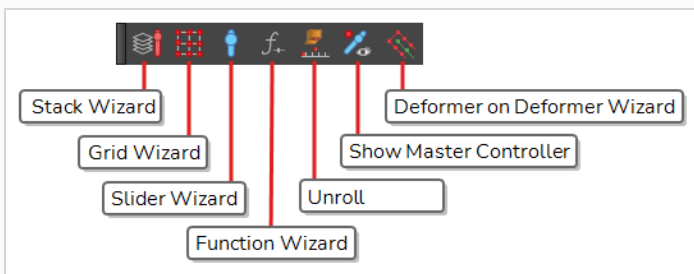 Stack Wizard
Deformer on Deformer Wizard
Grid Wizard
Show Master Controller
Slider Wizard
Unroll
Function Wizard